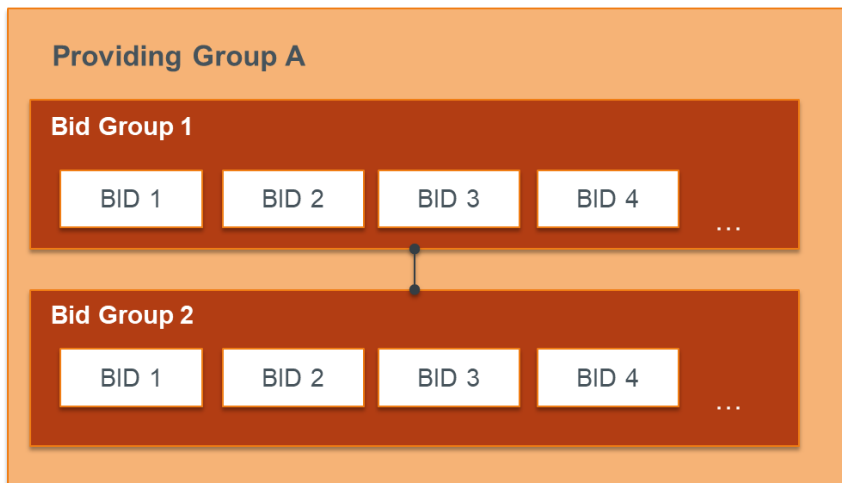 Providing Group A
Bid Group 1
BID 1 BID 2 BID 3 BID 4 ...
Bid Group 2
BID 1 BID 2 BID 3 BID 4 ...